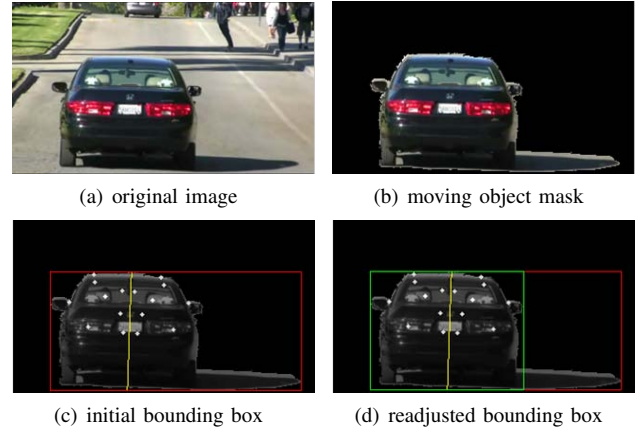 (a) original image
(b) moving object mask
(c) initial bounding box
(d) readjusted bounding box